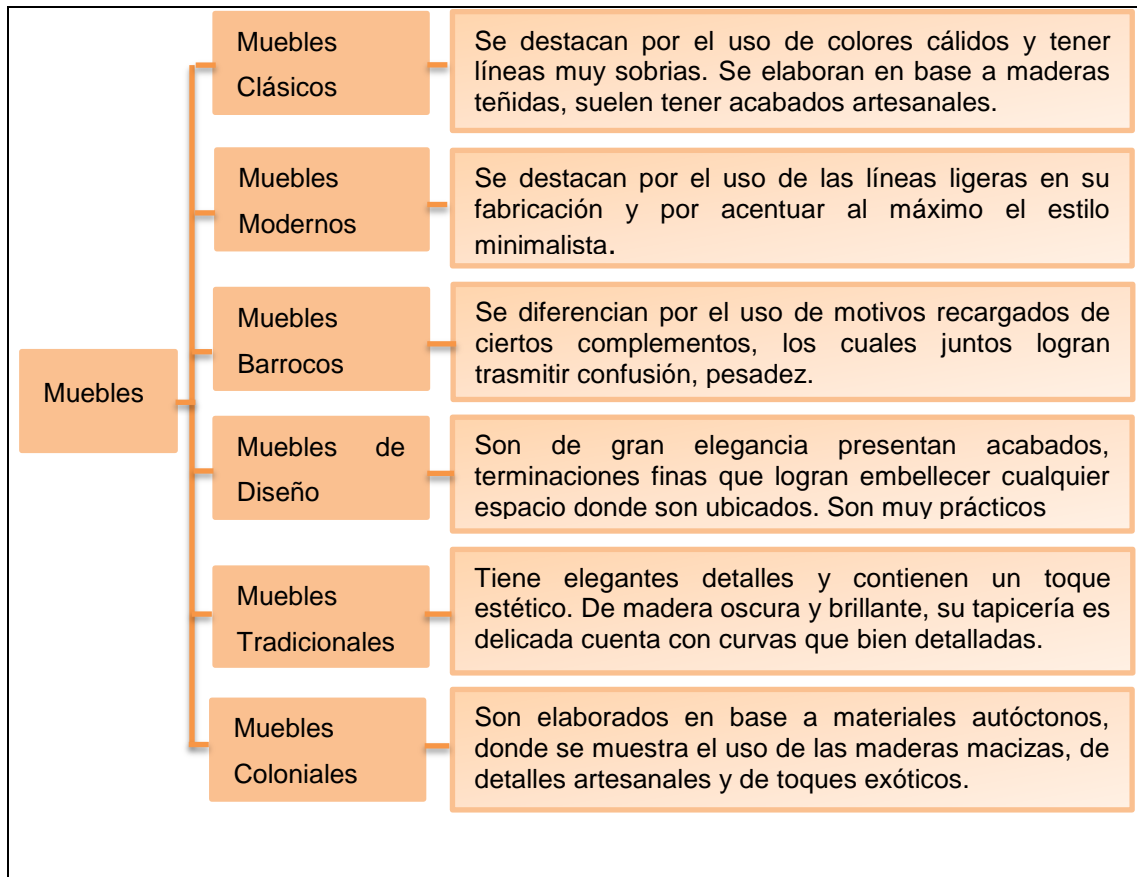 Muebles
Muebles
Clásicos
Se destacan por el uso de colores cálidos y tener
líneas muy sobrias. Se elaboran en base a maderas
teñidas, suelen tener acabados artesanales.
Muebles
Modernos
Se destacan por el uso de las líneas ligeras en su
fabricación y por acentuar al máximo el estilo
minimalista.
Muebles
Barrocos
Se diferencian por el uso de motivos recargados de
ciertos complementos, los cuales juntos logran
trasmitir confusión, pesadez.
Muebles de
Diseño
Son de gran elegancia presentan acabados,
terminaciones finas que logran embellecer cualquier
espacio donde son ubicados. Son muy prácticos
Muebles
Tradicionales
Tiene elegantes detalles y contienen un toque
estético. De madera oscura y brillante, su tapicería es
delicada cuenta con curvas que bien detalladas.
Muebles
Coloniales
Son elaborados en base a materiales autóctonos,
donde se muestra el uso de las maderas macizas, de
detalles artesanales y de toques exóticos.